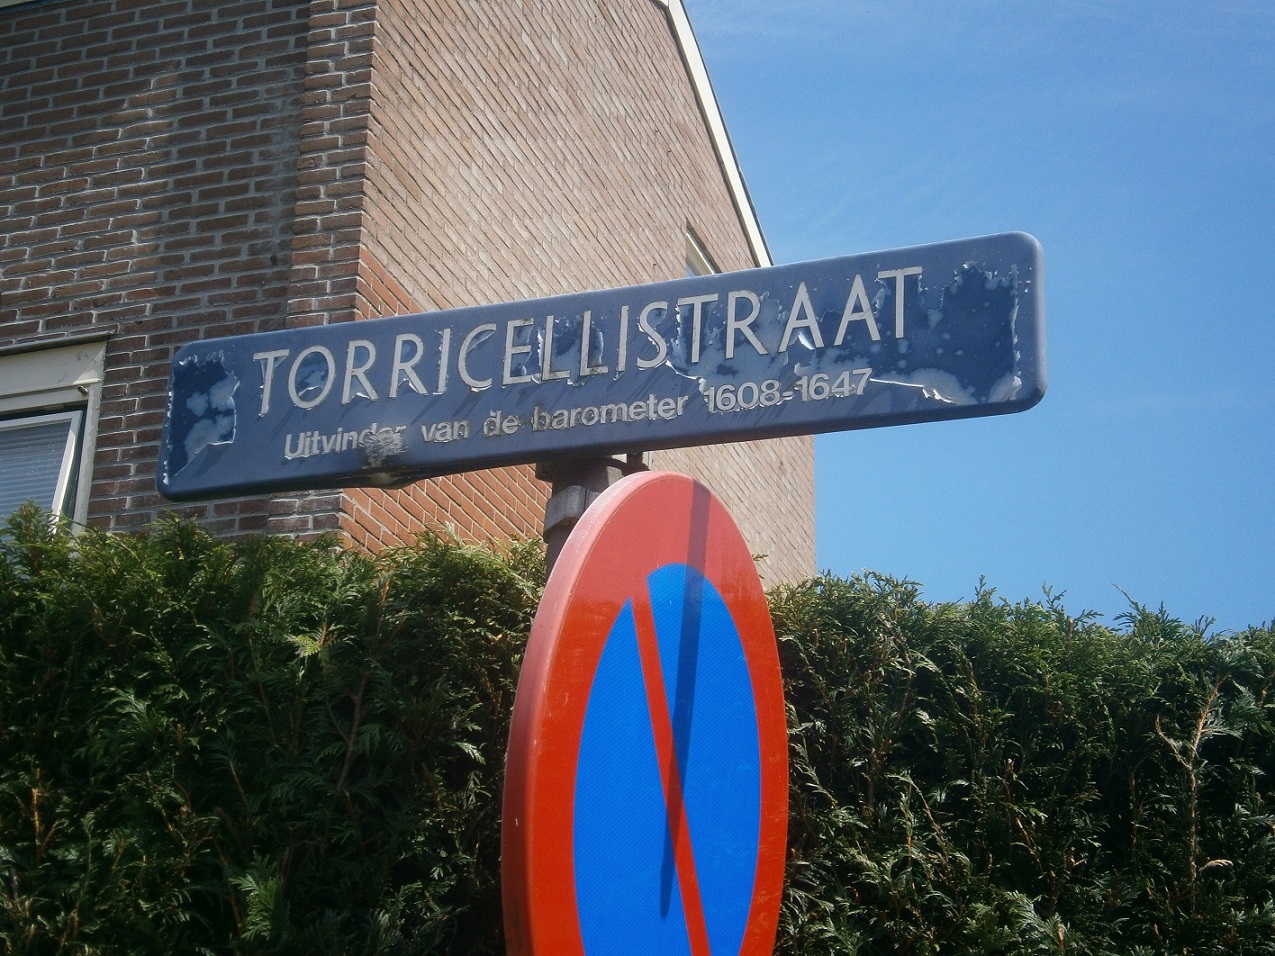 TORRICELLISTRAAT
Uitvinder van de barometer 1608-1647